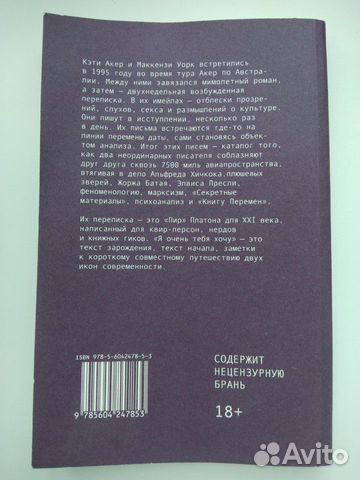 Кэти Акер и Маккензи Уорк встретились
в 1995 году во время тура Акер по Австра-
лии. Между ними завязался мимолетный роман,
а затем — двухнедельная возбужденная
переписка. В их имейлах — отблески прозре-
ний, слухов, секса и размышлений о культуре.
Они пишут в исступлении, несколько раз
в день. Их письма встречаются где-то на
линии перемены даты, сами становясь объек-
том анализа. Итог этих писем — каталог того,
как два неординарных писателя соблазняют
друг друга сквозь 7500 миль авиапространства,
втягивая в дело Альфреда Хичкока,плюшевых
зверей, Жоржа Батая, Элвиса Пресли,
феноменологию, марксизм, «Секретные
материалы», психоанализ и «Книгу Перемен».
Их переписка — это «Пир» Платона для XXI века,
написанный для квир-персон, нердов
и книжных гиков. «Я очень тебя хочу» — это
текст зарождения, текст начала, заметки
к короткому совместному путешествию двух
икон современности.
ISBN 978-5-6042478-5-3
9 785604 247853
СОДЕРЖИТ
НЕЦЕНЗУРНУЮ
БРАНЬ
18+
Avito